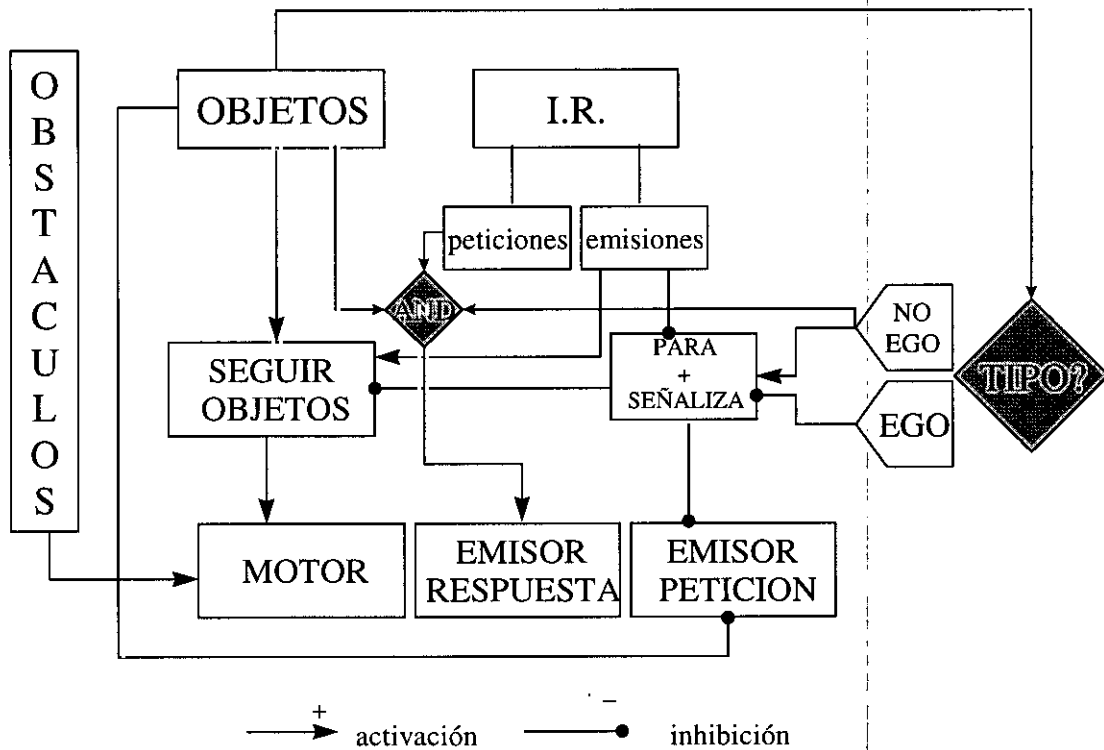 OBSTACULOS
OBJETOS
I.R.
peticiones
emisiones
AND
NO
EGO
TIPO?
SEGUIR
OBJETOS
PARA
+
SEÑALIZA
EGO
MOTOR
EMISOR
RESPUESTA
EMISOR
PETICION
+
activación
–
inhibición